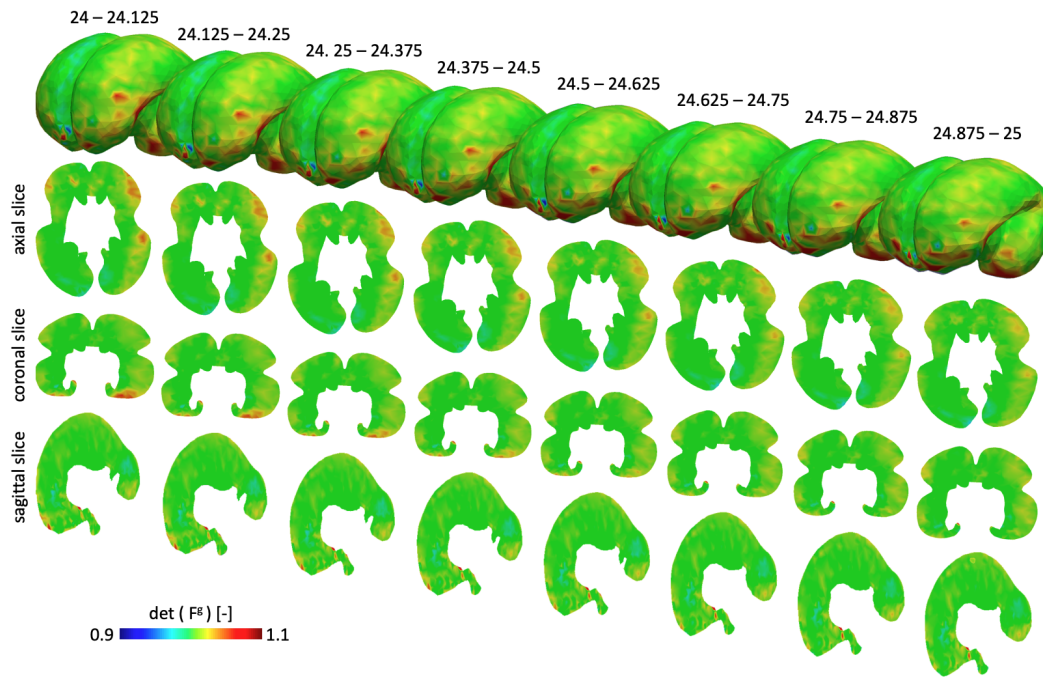 24 – 24.125
24.125 – 24.25
24. 25 – 24.375
24.375 – 24.5
24.5 – 24.625
24.625 – 24.75
24.75 – 24.875
24.875 – 25
axial slice
coronal slice
sagittal slice
det ( Fᵍ ) [-]
0.9
1.1